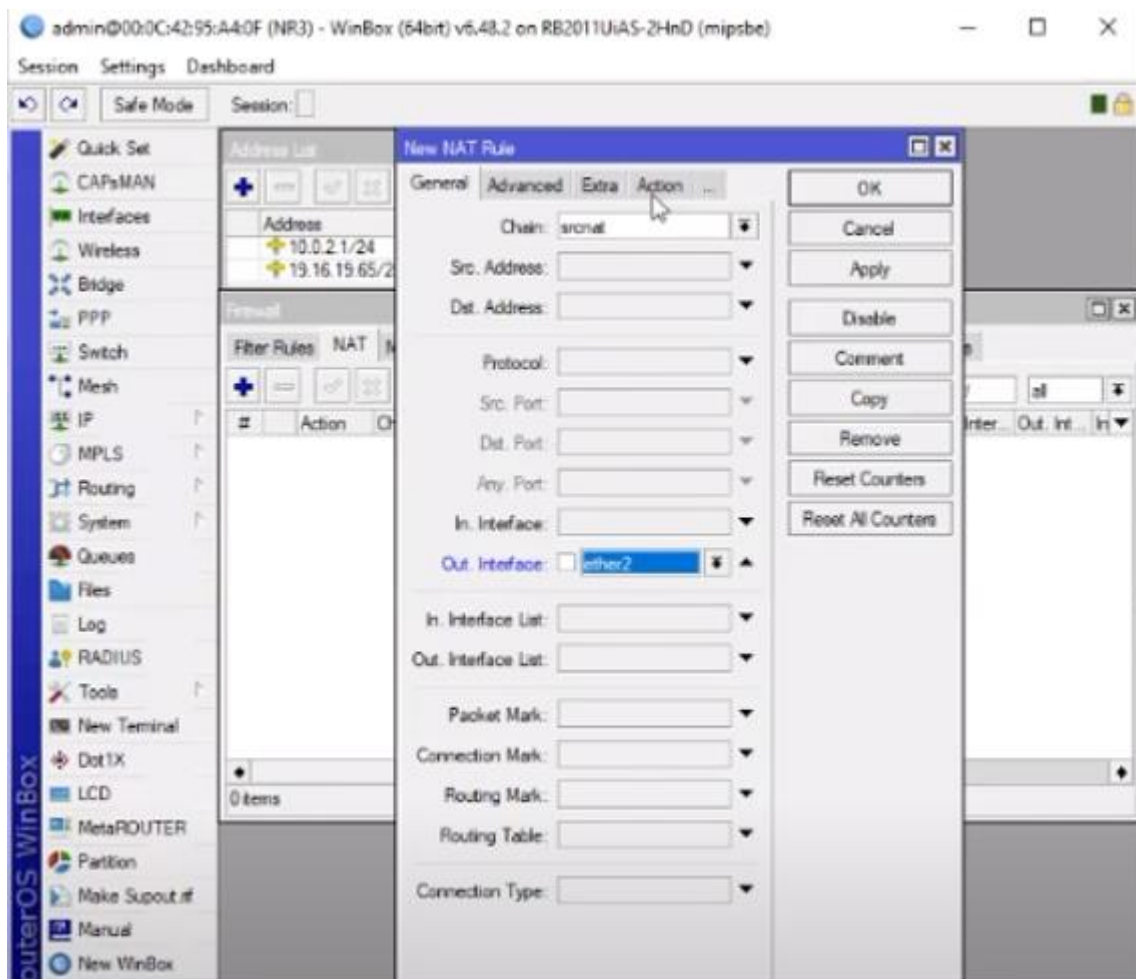 admin@00:0C:42:95:A4:0F (NR3) - WinBox (64bit) v6.48.2 on RB2011UiAS-2HnD (mipsbe)
Session Settings Dashboard
Safe Mode Session:
Quick Set
CAPsMAN
Interfaces
Wireless
Bridge
PPP
Switch
Mesh
IP
MPLS
Routing
System
Queues
Files
Log
RADIUS
Tools
New Terminal
Dot1X
LCD
MetaROUTER
Partition
Make Supout.rif
Manual
New WinBox
outerOS WinBox
Address List
Address
10.0.2.1/24
19.16.19.65/2
Firewall
Filter Rules NAT
all
# Action Inter... Out. Int...
0 items
New NAT Rule
General Advanced Extra Action ...
Chain: srcnat
Src. Address:
Dst. Address:
Protocol:
Src. Port:
Dst. Port:
Any. Port:
In. Interface:
Out. Interface: ether2
In. Interface List:
Out. Interface List:
Packet Mark:
Connection Mark:
Routing Mark:
Routing Table:
Connection Type:
OK
Cancel
Apply
Disable
Comment
Copy
Remove
Reset Counters
Reset All Counters